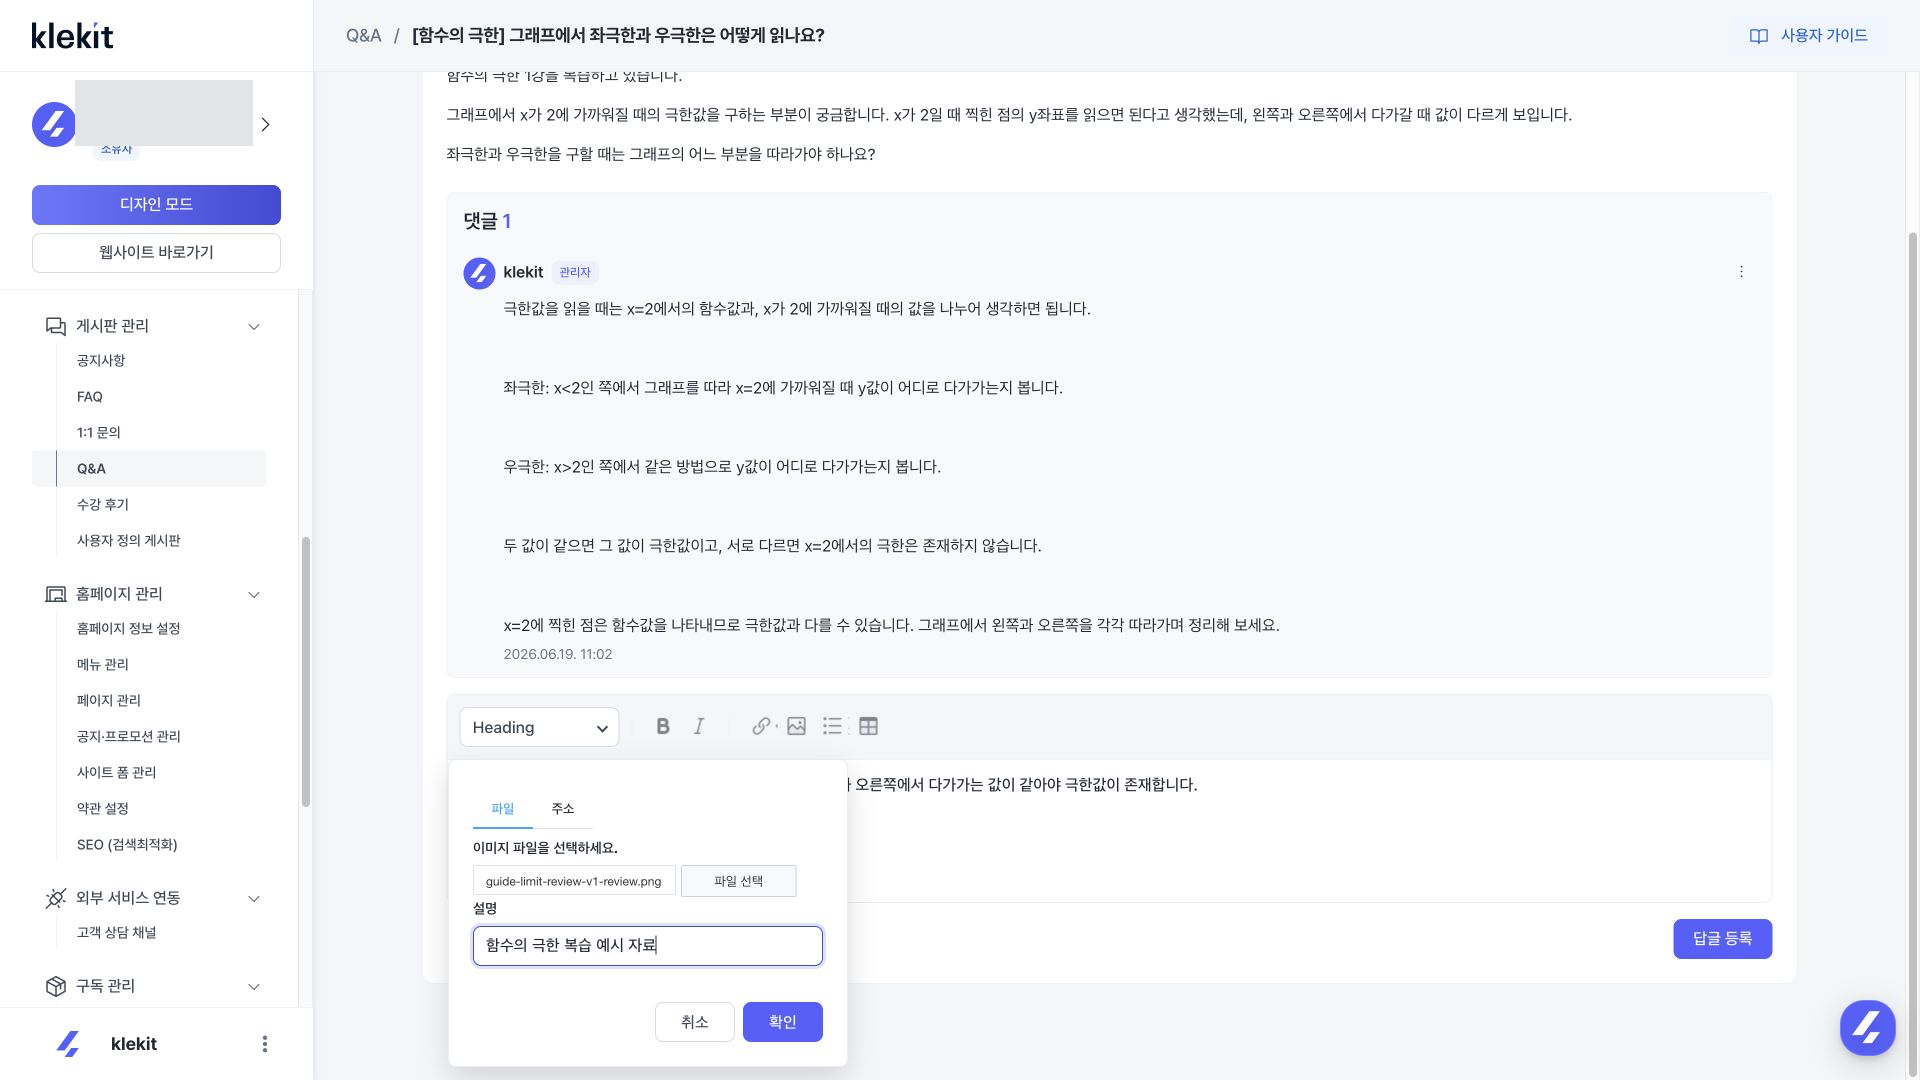 klekit
Q&A / [함수의 극한] 그래프에서 좌극한과 우극한은 어떻게 읽나요?
사용자 가이드
소유자
디자인 모드
웹사이트 바로가기
게시판 관리
공지사항
FAQ
1:1 문의
Q&A
수강 후기
사용자 정의 게시판
홈페이지 관리
홈페이지 정보 설정
메뉴 관리
페이지 관리
공지·프로모션 관리
사이트 폼 관리
약관 설정
SEO (검색최적화)
외부 서비스 연동
고객 상담 채널
구독 관리
klekit
함수의 극한 1강을 복습하고 있습니다.
그래프에서 x가 2에 가까워질 때의 극한값을 구하는 부분이 궁금합니다. x가 2일 때 찍힌 점의 y좌표를 읽으면 된다고 생각했는데, 왼쪽과 오른쪽에서 다가갈 때 값이 다르게 보입니다.
좌극한과 우극한을 구할 때는 그래프의 어느 부분을 따라가야 하나요?
댓글 1
klekit 관리자
극한값을 읽을 때는 x=2에서의 함수값과, x가 2에 가까워질 때의 값을 나누어 생각하면 됩니다.
좌극한: x<2인 쪽에서 그래프를 따라 x=2에 가까워질 때 y값이 어디로 다가가는지 봅니다.
우극한: x>2인 쪽에서 같은 방법으로 y값이 어디로 다가가는지 봅니다.
두 값이 같으면 그 값이 극한값이고, 서로 다르면 x=2에서의 극한은 존재하지 않습니다.
x=2에 찍힌 점은 함수값을 나타내므로 극한값과 다를 수 있습니다. 그래프에서 왼쪽과 오른쪽을 각각 따라가며 정리해 보세요.
2026.06.19. 11:02
Heading
B I
오른쪽에서 다가가는 값이 같아야 극한값이 존재합니다.
파일 주소
이미지 파일을 선택하세요.
guide-limit-review-v1-review.png 파일 선택
설명
함수의 극한 복습 예시 자료
취소 확인
답글 등록